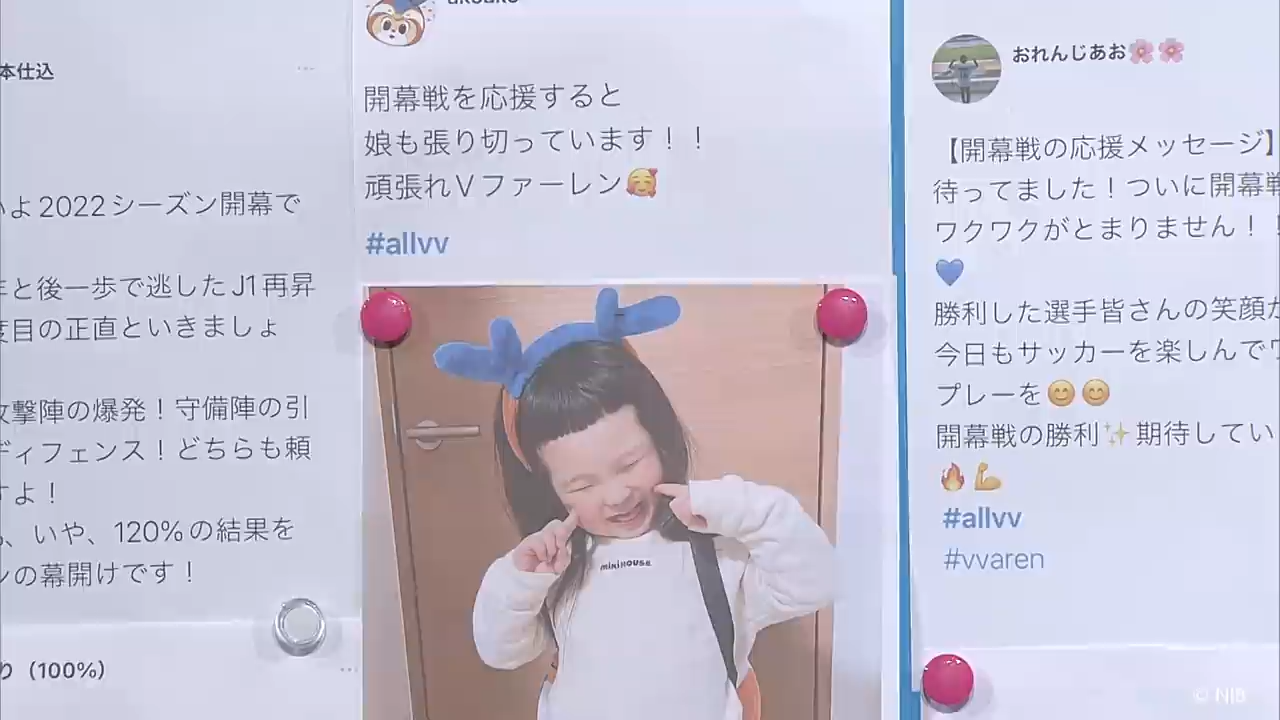 本仕込
いよ2022シーズン開幕で
と後一歩で逃したJ1再昇
度目の正直といきましょ
攻撃陣の爆発！守備陣の引
ディフェンス！どちらも頼
すよ！
、いや、120%の結果を
ンの幕開けです！
り（100%）
開幕戦を応援すると
娘も張り切っています！！
頑張れVファーレン🥰
#allvv
mikiHOUSE
おれんじあお🌸🌸
【開幕戦の応援メッセージ】
待ってました！ついに開幕戦
ワクワクがとまりません！！
💙
勝利した選手皆さんの笑顔が
今日もサッカーを楽しんで
プレーを😊😊
開幕戦の勝利✨期待してい
🔥💪
#allvv
#vvaren
© NIB